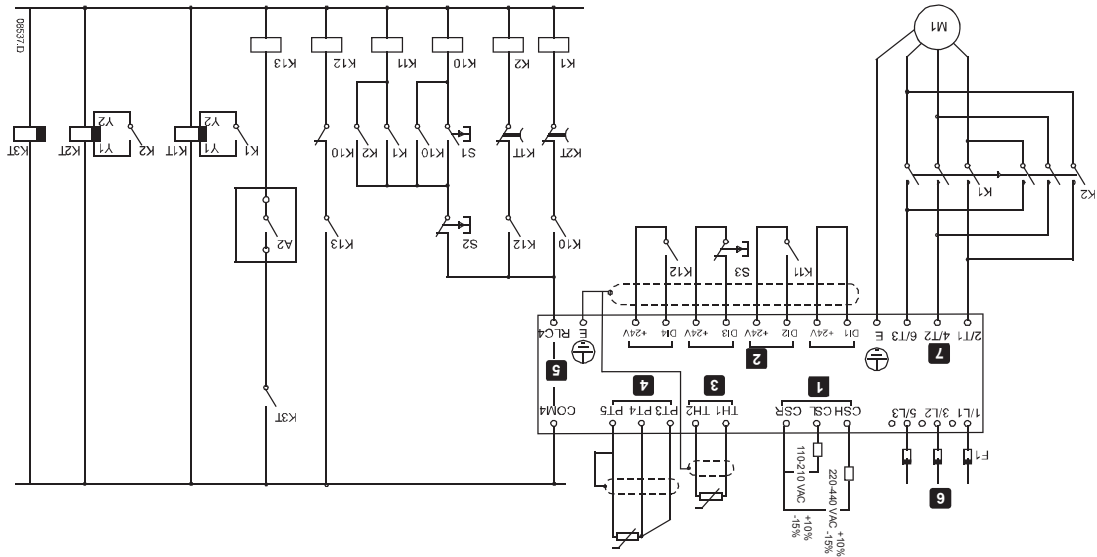 6
220-440 VAC +10% -15%
110-210 VAC +10% -15%
F1
1/L1 3/L2 5/L3
CSH CSL CSR
TH1 TH2
PT3 PT4 PT5
COM4
K3T
1
3
4
5
7
2
2/T1 4/T2 6/T3 E
DI1 +24V
DI2 +24V
DI3 +24V
DI4 +24V
E
RLC4
K11
S3
K12
K10
K12
S2
K13
A2
K2
K1
K2T
K1T
S1
K10
K1
K2
K10
K1
Y1
Y2
K1T
K2
Y1
Y2
K2T
K3T
K1
K2
K10
K11
K12
K13
M1
08537.D